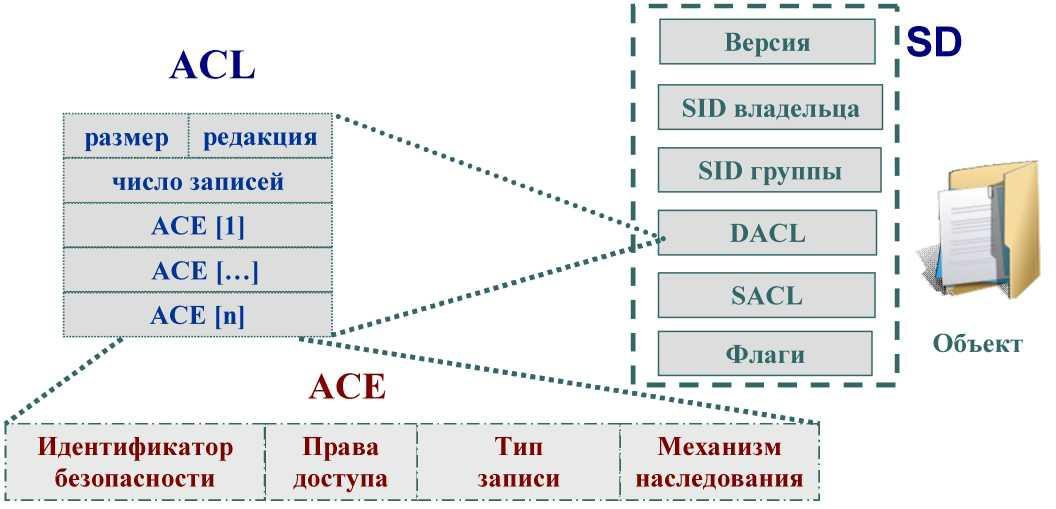 ACL
размер редакция
число записей
ACE [1]
ACE […]
ACE [n]
SD
Версия
SID владельца
SID группы
DACL
SACL
Флаги
Объект
ACE
Идентификатор
безопасности
Права
доступа
Тип
записи
Механизм
наследования